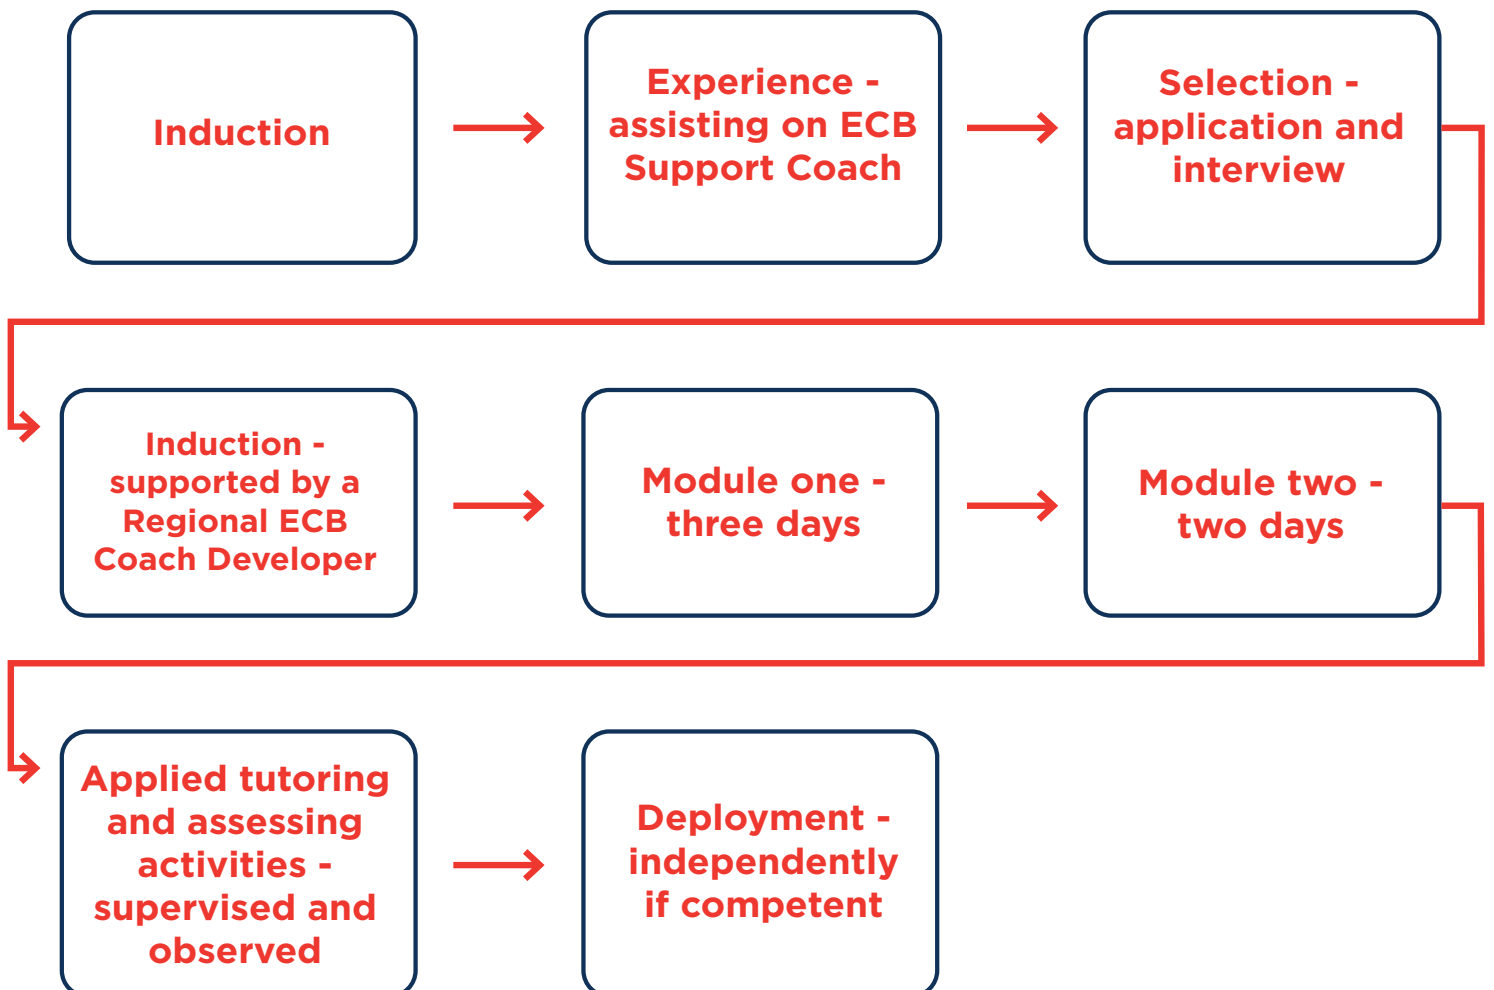 Induction
Experience -
assisting on ECB
Support Coach
Selection -
application and
interview
Induction -
supported by a
Regional ECB
Coach Developer
Module one -
three days
Module two -
two days
Applied tutoring
and assessing
activities -
supervised and
observed
Deployment -
independently
if competent